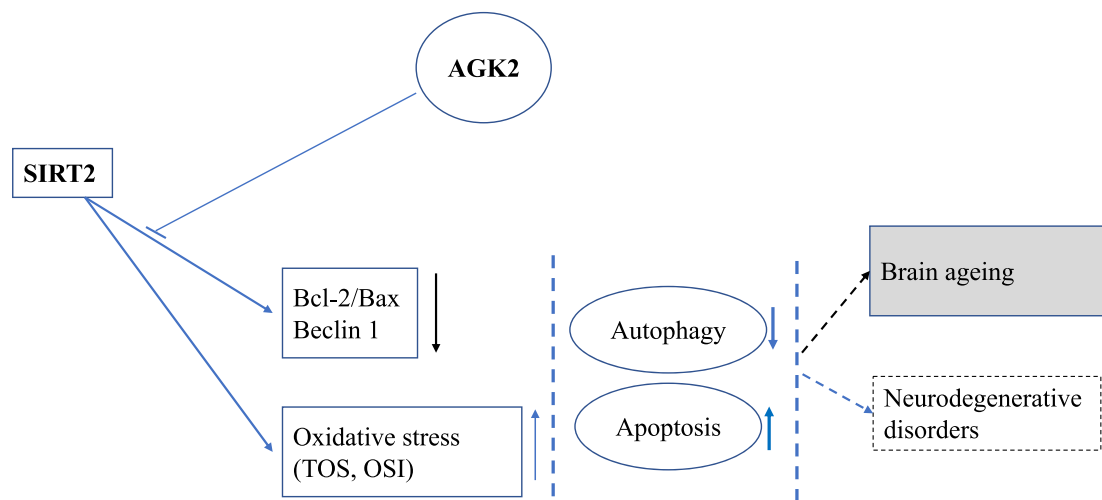 AGK2
SIRT2
Bcl-2/Bax
Beclin 1
Oxidative stress
(TOS, OSI)
Autophagy
Apoptosis
Brain ageing
Neurodegenerative
disorders